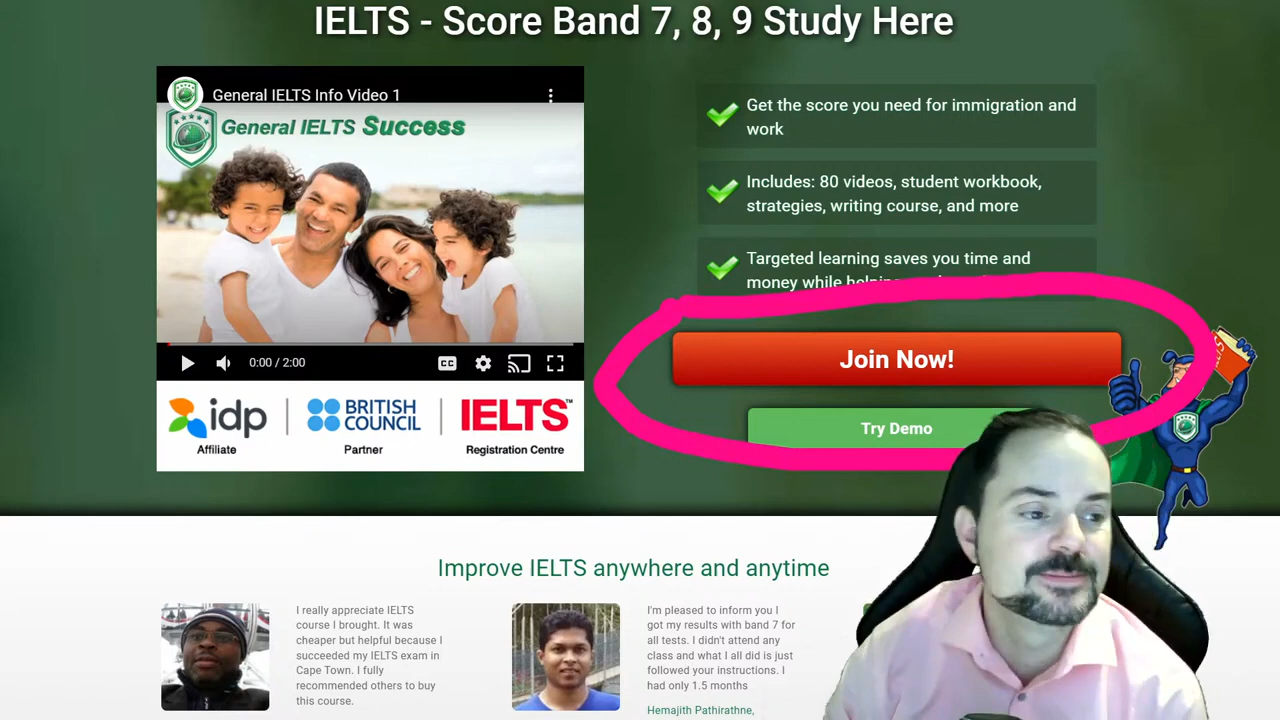 IELTS - Score Band 7, 8, 9 Study Here
General IELTS Info Video 1
General IELTS Success
0:00 / 2:00
CC
idp
Affiliate
BRITISH
COUNCIL
Partner
IELTS™
Registration Centre
Get the score you need for immigration and
work
Includes: 80 videos, student workbook,
strategies, writing course, and more
Targeted learning saves you time and
money while
Join Now!
Try Demo
Improve IELTS anywhere and anytime
I really appreciate IELTS
course I brought. It was
cheaper but helpful because I
succeeded my IELTS exam in
Cape Town. I fully
recommended others to buy
this course.
I'm pleased to inform you I
got my results with band 7 for
all tests. I didn't attend any
class and what I all did is just
followed your instructions. I
had only 1.5 months
Hemajith Pathirathne,